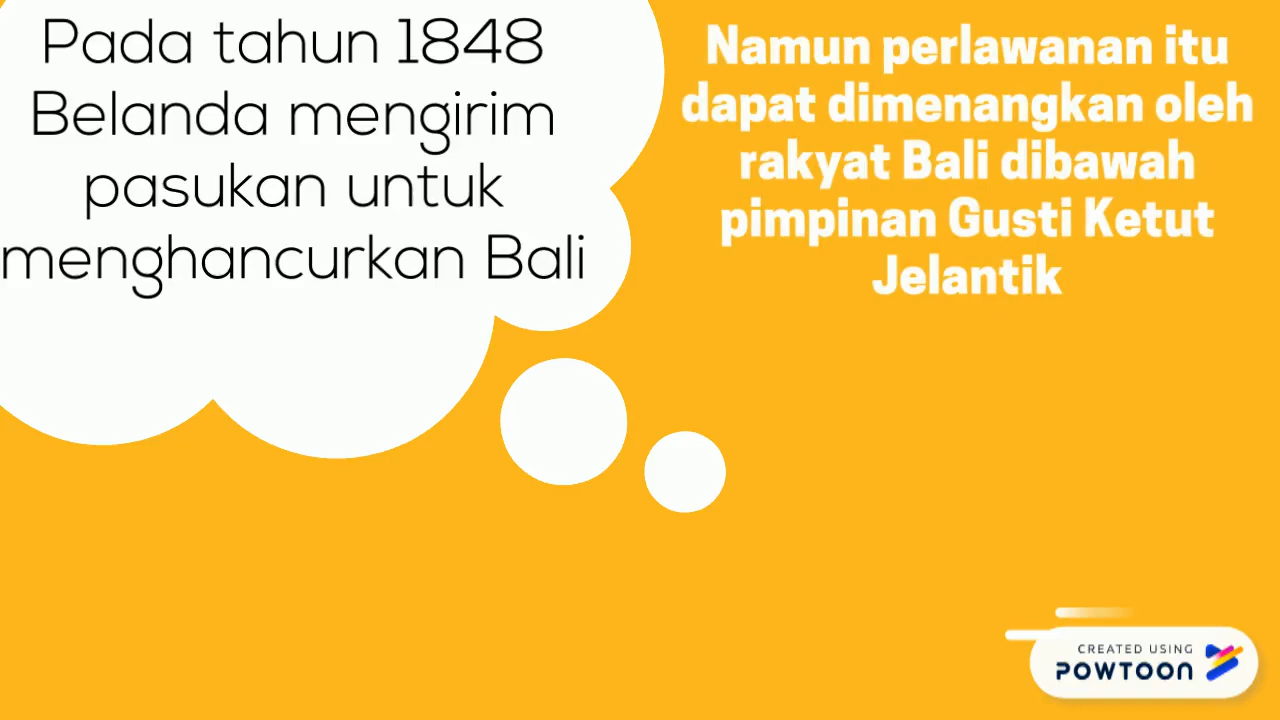 Pada tahun 1848
Belanda mengirim
pasukan untuk
menghancurkan Bali
Namun perlawanan itu
dapat dimenangkan oleh
rakyat Bali dibawah
pimpinan Gusti Ketut
Jelantik
CREATED USING
POWTOON